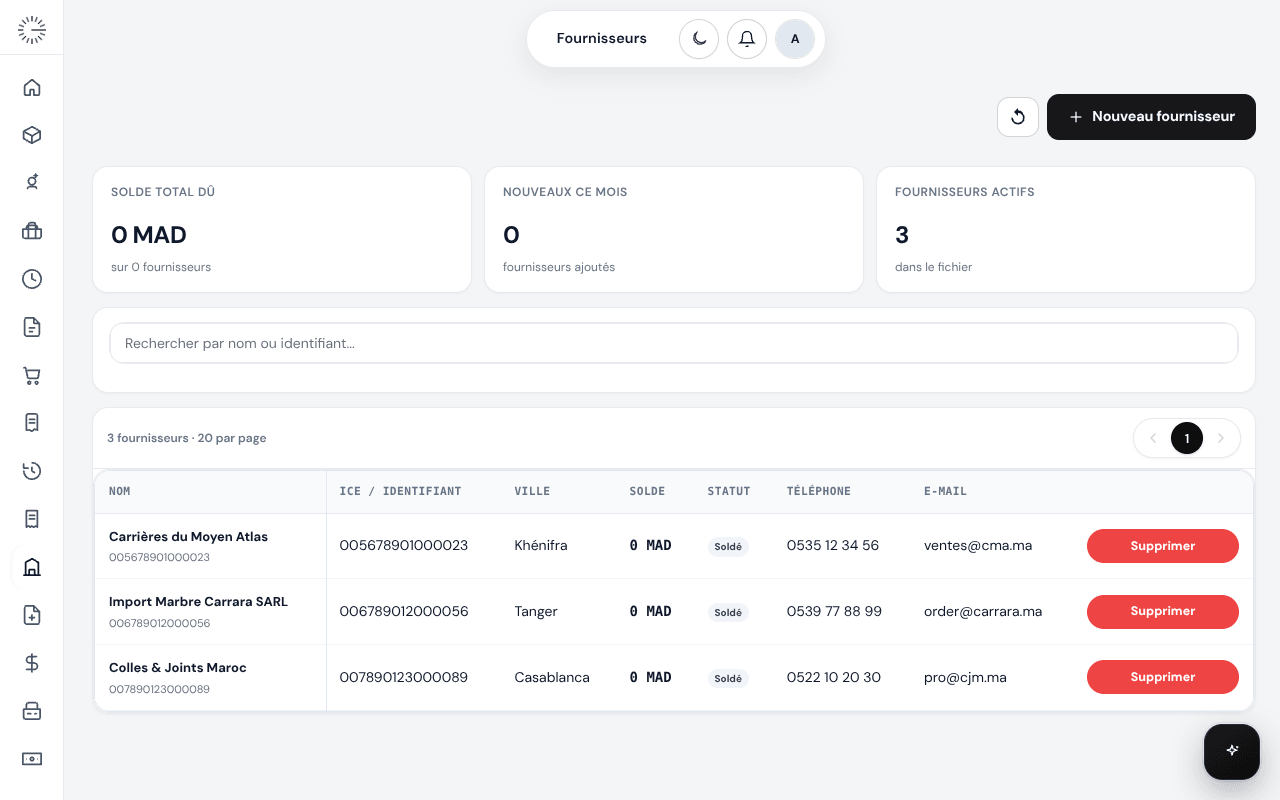 Fournisseurs
A
Nouveau fournisseur
SOLDE TOTAL DÛ
0 MAD
sur 0 fournisseurs
NOUVEAUX CE MOIS
0
fournisseurs ajoutés
FOURNISSEURS ACTIFS
3
dans le fichier
Rechercher par nom ou identifiant...
3 fournisseurs · 20 par page
1
NOM ICE / IDENTIFIANT VILLE SOLDE STATUT TÉLÉPHONE E-MAIL
Carrières du Moyen Atlas
005678901000023
005678901000023 Khénifra 0 MAD Soldé 0535 12 34 56 ventes@cma.ma Supprimer
Import Marbre Carrara SARL
006789012000056
006789012000056 Tanger 0 MAD Soldé 0539 77 88 99 order@carrara.ma Supprimer
Colles & Joints Maroc
007890123000089
007890123000089 Casablanca 0 MAD Soldé 0522 10 20 30 pro@cjm.ma Supprimer